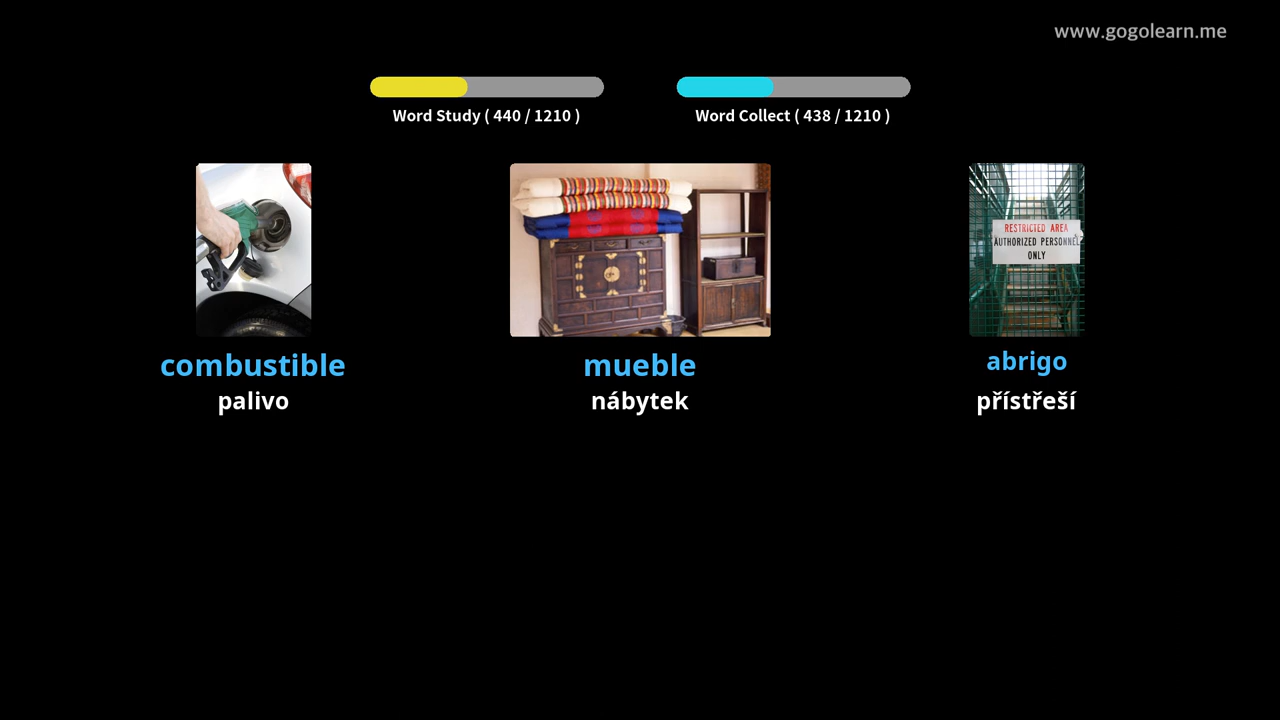 www.gogolearn.me
Word Study ( 440 / 1210 )
Word Collect ( 438 / 1210 )
RESTRICTED AREA
AUTHORIZED PERSONNEL
ONLY
combustible
mueble
abrigo
palivo
nábytek
přístřeší